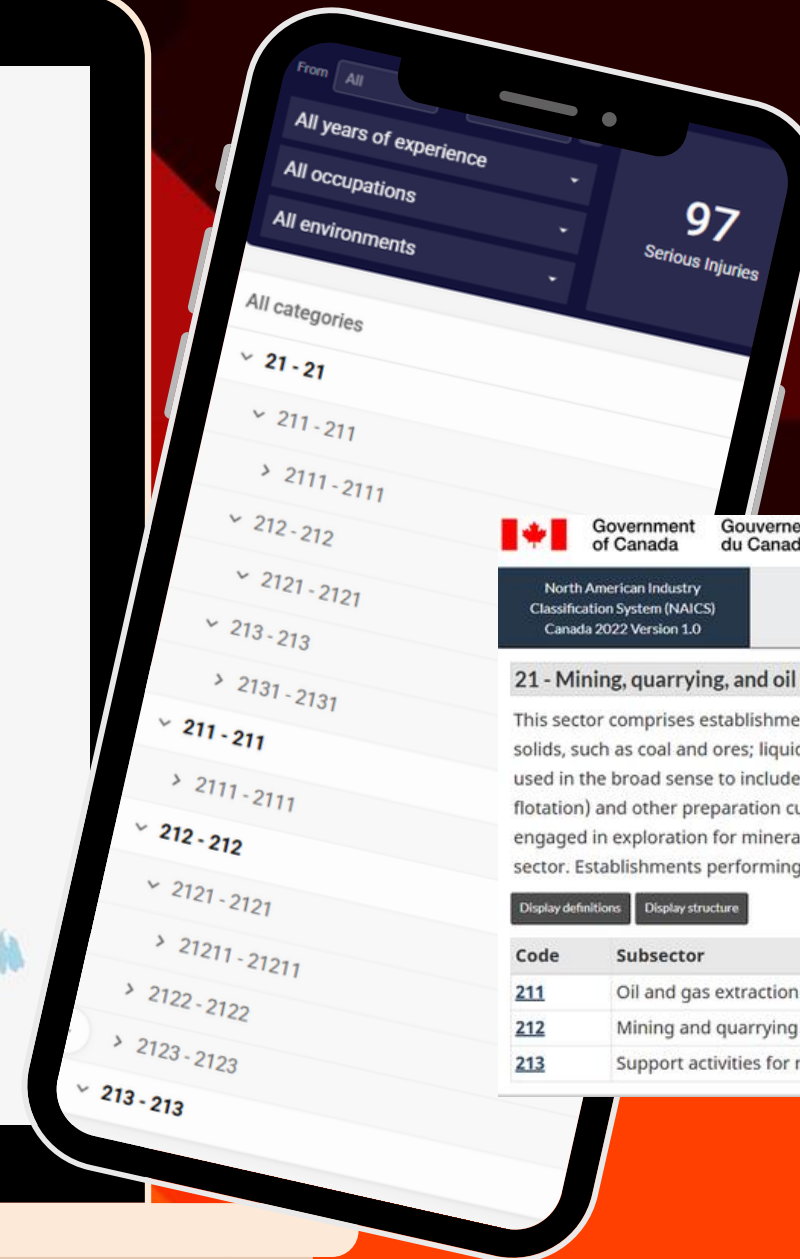 From
All
All years of experience
All occupations
All environments
97
Serious Injuries
All categories
21 - 21
211 - 211
2111 - 2111
212 - 212
2121 - 2121
213 - 213
2131 - 2131
211 - 211
2111 - 2111
212 - 212
2121 - 2121
21211 - 21211
2122 - 2122
2123 - 2123
213 - 213
Government
of Canada
Gouverne
du Canad
North American Industry
Classification System (NAICS)
Canada 2022 Version 1.0
21 - Mining, quarrying, and oil
This sector comprises establishme
solids, such as coal and ores; liquid
used in the broad sense to include
flotation) and other preparation cu
engaged in exploration for minera
sector. Establishments performing
Display definitions
Display structure
Code Subsector
211 Oil and gas extraction
212 Mining and quarrying
213 Support activities for